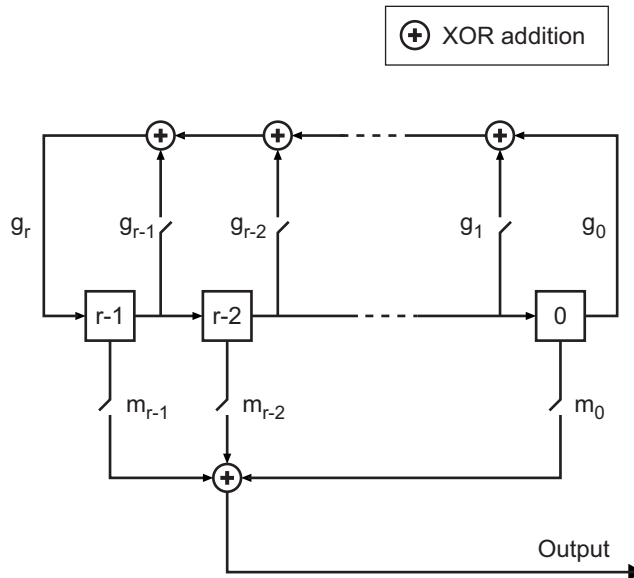 XOR addition
g_r g_{r-1} g_{r-2} g_1 g_0
r-1 r-2 0
m_{r-1} m_{r-2} m_0
Output